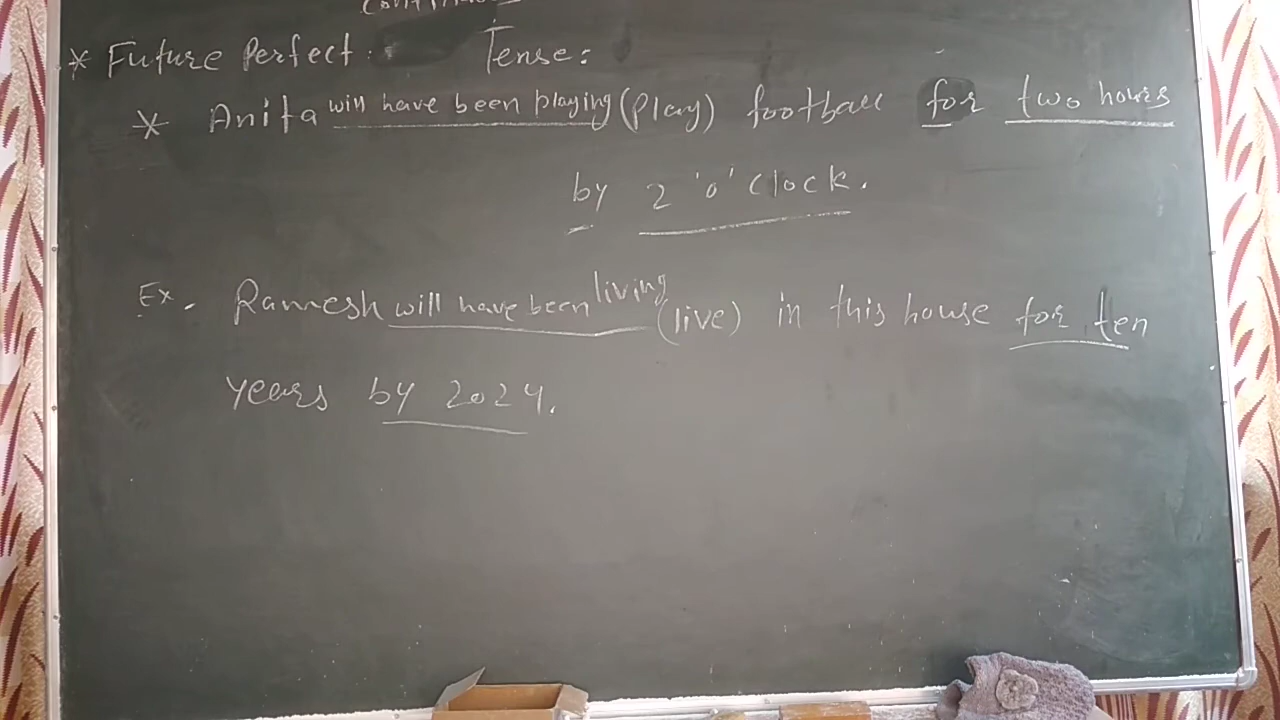 * Future Perfect: Tense:
* Anita will have been playing (Play) football for two hours
by 2 'o' clock.
Ex. Ramesh will have been living (live) in this house for ten
years by 2024.